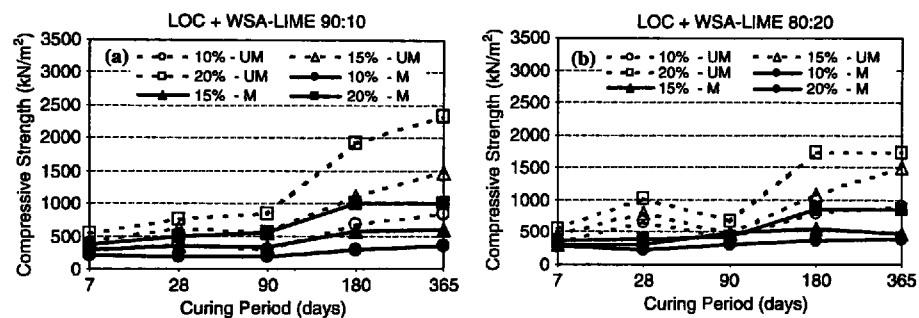 LOC + WSA-LIME 90:10
Compressive Strength (kN/m²)
3500
3000
2500
2000
1500
1000
500
0
(a)
10% - UM
15% - UM
20% - UM
10% - M
15% - M
20% - M
7
28
90
180
365
Curing Period (days)
LOC + WSA-LIME 80:20
Compressive Strength (kN/m²)
3500
3000
2500
2000
1500
1000
500
0
(b)
10% - UM
15% - UM
20% - UM
10% - M
15% - M
20% - M
7
28
90
180
365
Curing Period (days)